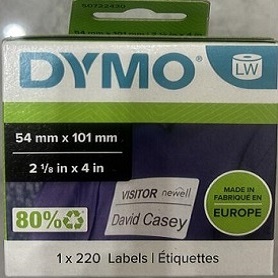 DYMO
LW
54 mm x 101 mm
2 1/8 in x 4 in
VISITOR newell
David Casey
MADE IN
FABRIQUÉ EN
EUROPE
80%
1 x 220 Labels | Étiquettes